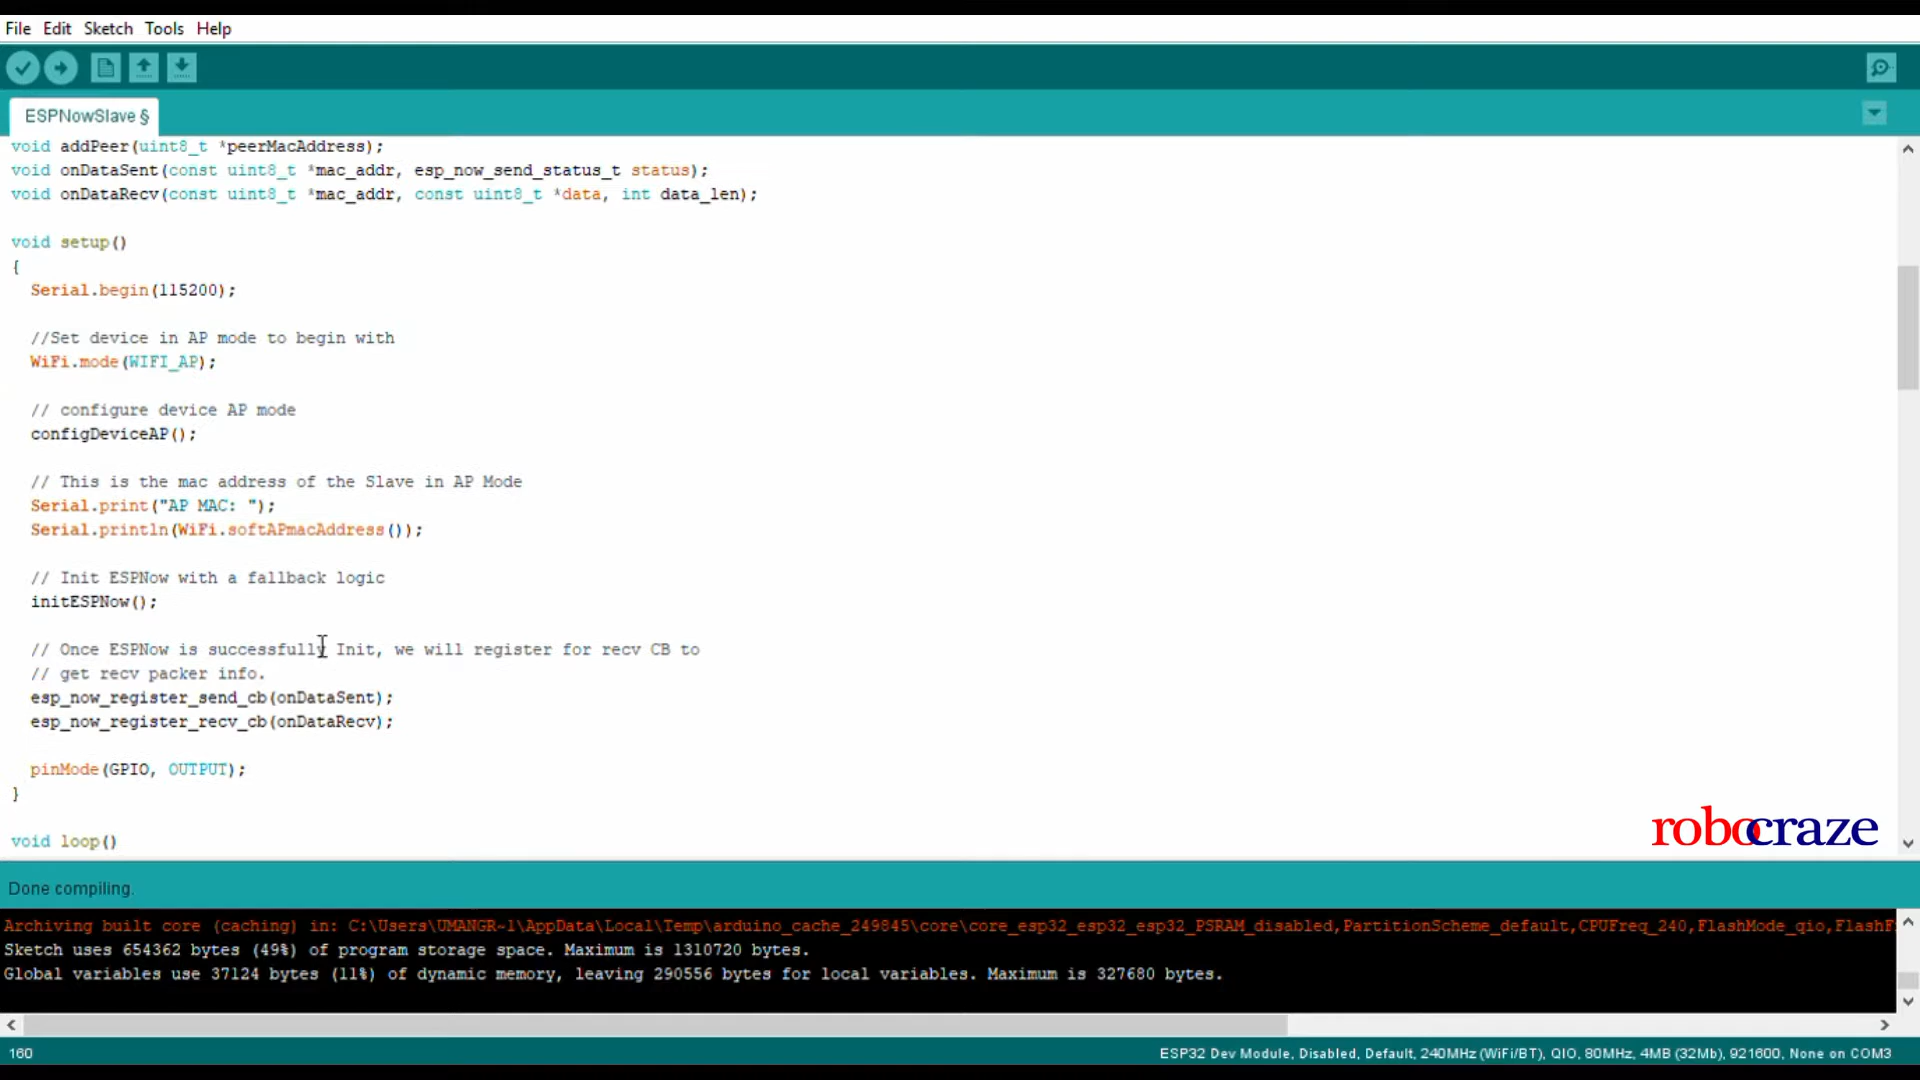 File Edit Sketch Tools Help
ESPNowSlave §
void addPeer(uint8_t *peerMacAddress);
void onDataSent(const uint8_t *mac_addr, esp_now_send_status_t status);
void onDataRecv(const uint8_t *mac_addr, const uint8_t *data, int data_len);
void setup()
{
Serial.begin(115200);
//Set device in AP mode to begin with
WiFi.mode(WIFI_AP);
// configure device AP mode
configDeviceAP();
// This is the mac address of the Slave in AP Mode
Serial.print("AP MAC: ");
Serial.println(WiFi.softAPmacAddress());
// Init ESPNow with a fallback logic
initESPNow();
// Once ESPNow is successfully Init, we will register for recv CB to
// get recv packer info.
esp_now_register_send_cb(onDataSent);
esp_now_register_recv_cb(onDataRecv);
pinMode(GPIO, OUTPUT);
}
void loop()
robocraze
Done compiling.
Archiving built core (caching) in: C:\Users\UMANGR~1\AppData\Local\Temp\arduino_cache_249845\core\core_esp32_esp32_esp32_PSRAM_disabled,PartitionScheme_default,CPUFreq_240,FlashMode_qio,FlashF
Sketch uses 654362 bytes (49%) of program storage space. Maximum is 1310720 bytes.
Global variables use 37124 bytes (11%) of dynamic memory, leaving 290556 bytes for local variables. Maximum is 327680 bytes.
160
ESP32 Dev Module, Disabled, Default, 240MHz (WiFi/BT), QIO, 80MHz, 4MB (32Mb), 921600, None on COM3